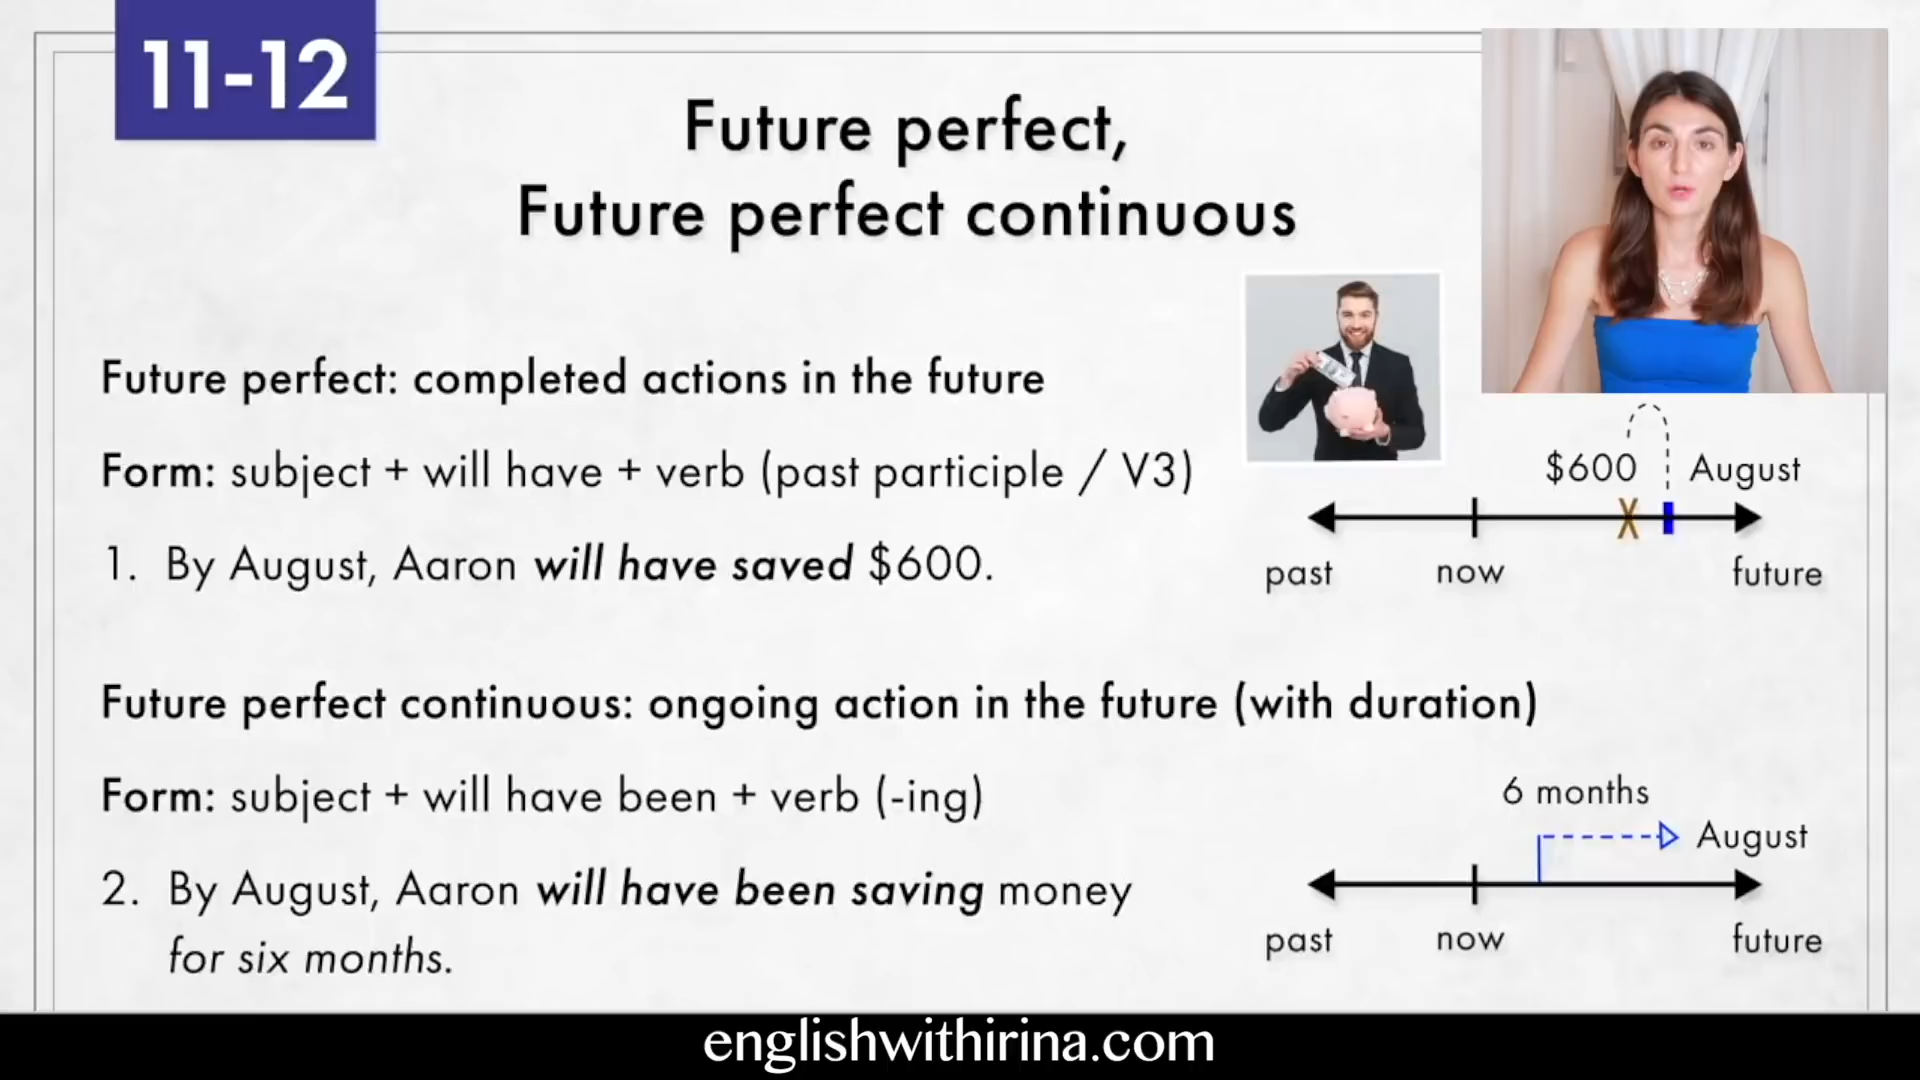 11-12
Future perfect,
Future perfect continuous
Future perfect: completed actions in the future
Form: subject + will have + verb (past participle / V3)
1. By August, Aaron will have saved $600.
$600 August
past now future
Future perfect continuous: ongoing action in the future (with duration)
Form: subject + will have been + verb (-ing)
2. By August, Aaron will have been saving money
for six months.
6 months
August
past now future
englishwithirina.com